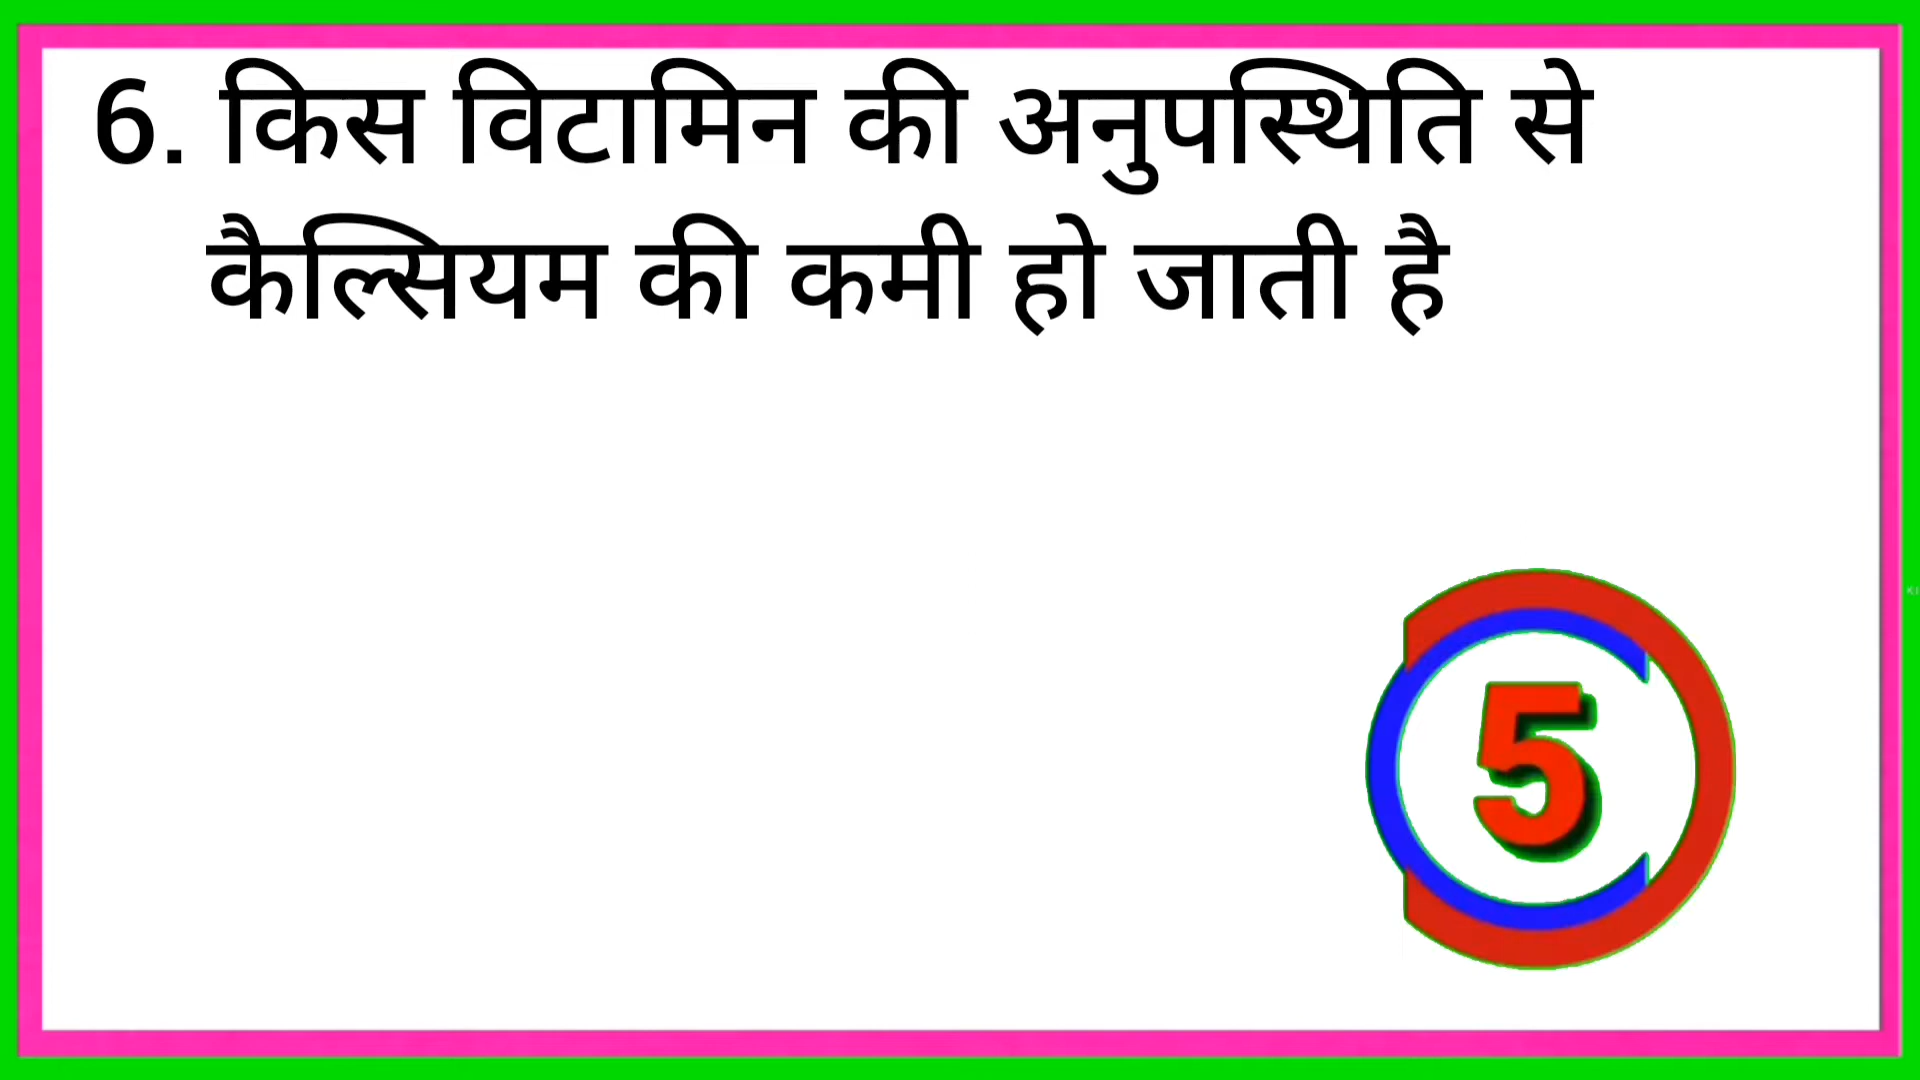 6. किस विटामिन की अनुपस्थिति से
कैल्सियम की कमी हो जाती है
5